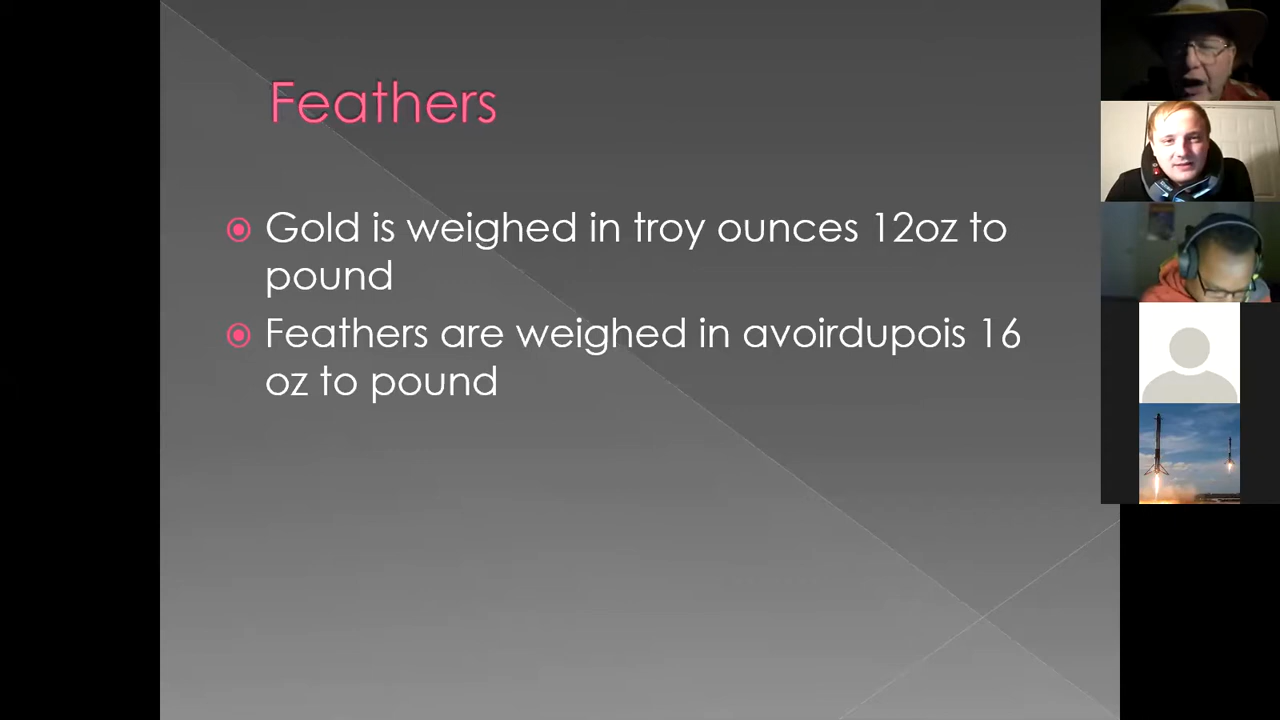 Feathers
Gold is weighed in troy ounces 12oz to
pound
Feathers are weighed in avoirdupois 16
oz to pound